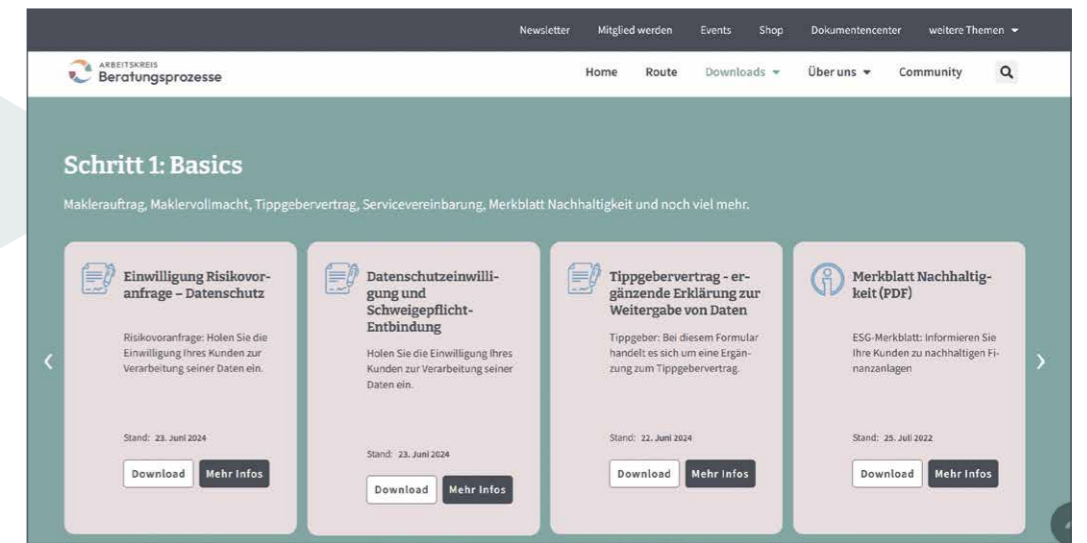 Newsletter Mitglied werden Events Shop Dokumentencenter weitere Themen
ARBEITSKREIS
Beratungsprozesse
Home Route Downloads Über uns Community
Schritt 1: Basics
Maklerauftrag, Maklervollmacht, Tippgebervertrag, Servicevereinbarung, Merkblatt Nachhaltigkeit und noch viel mehr.
Einwilligung Risikovor-
anfrage – Datenschutz
Risikovoranfrage: Holen Sie die
Einwilligung Ihres Kunden zur
Verarbeitung seiner Daten ein.
Stand: 23. Juni 2024
Download Mehr Infos
Datenschutzeinwilli-
gung und
Schweigepflicht-
Entbindung
Holen Sie die Einwilligung Ihres
Kunden zur Verarbeitung seiner
Daten ein.
Stand: 23. Juni 2024
Download Mehr Infos
Tippgebervertrag - er-
gänzende Erklärung zur
Weitergabe von Daten
Tippgeber: Bei diesem Formular
handelt es sich um eine Ergän-
zung zum Tippgebervertrag.
Stand: 22. Juni 2024
Download Mehr Infos
Merkblatt Nachhaltig-
keit (PDF)
ESG-Merkblatt: Informieren Sie
Ihre Kunden zu nachhaltigen Fi-
nanzanlagen
Stand: 25. Juli 2022
Download Mehr Infos